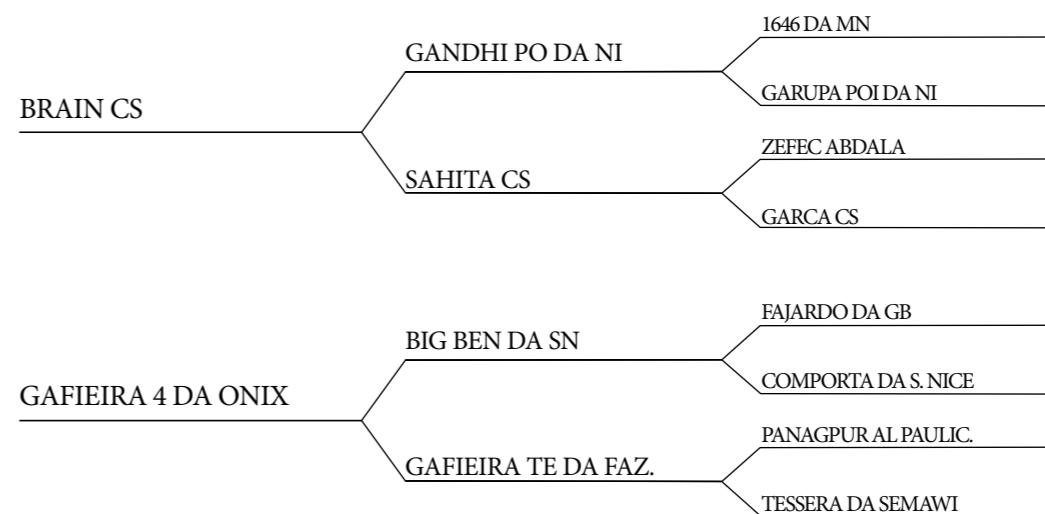 1646 DA MN
GANDHI PO DA NI
GARUPA POI DA NI
BRAIN CS
ZEFEC ABDALA
SAHITA CS
GARCA CS
FAJARDO DA GB
BIG BEN DA SN
COMPORTA DA S. NICE
GAFIEIRA 4 DA ONIX
PANAGPUR AL PAULIC.
GAFIEIRA TE DA FAZ.
TESSERA DA SEMAWI